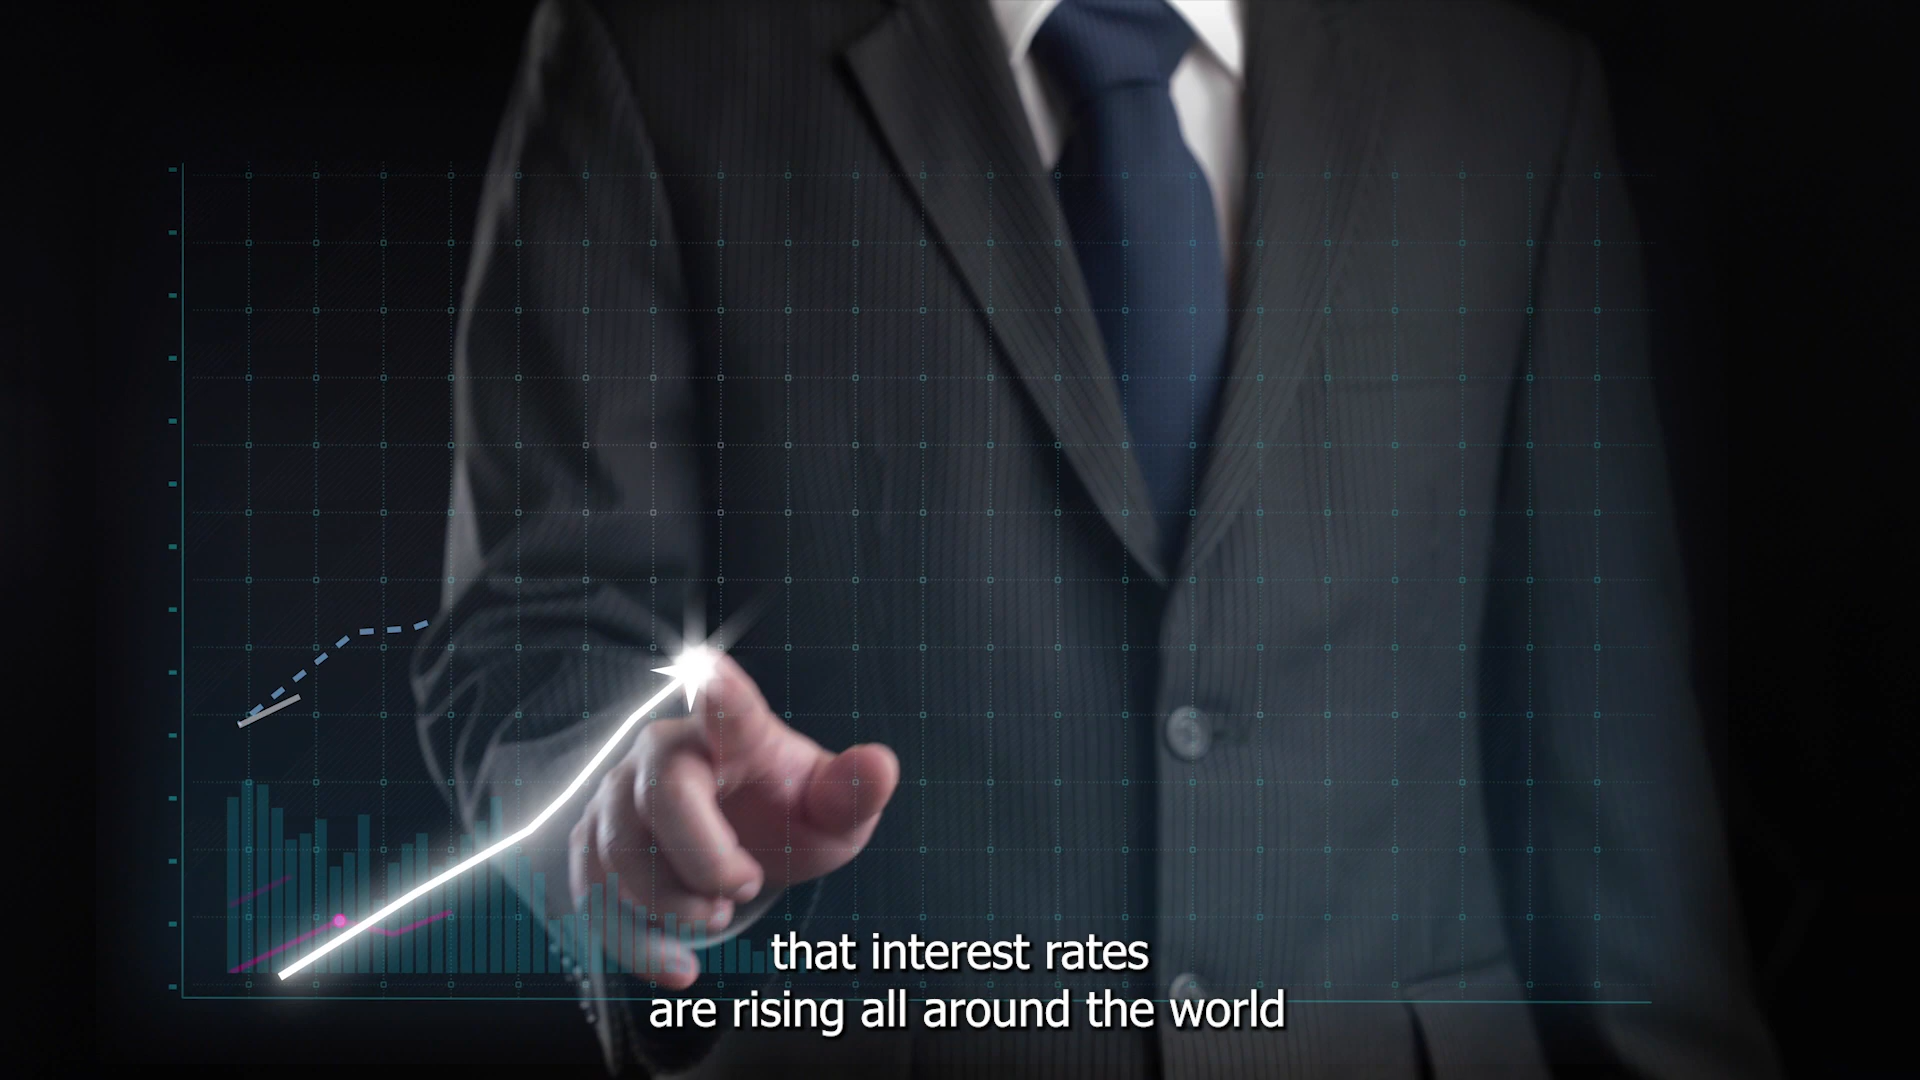 that interest rates
are rising all around the world